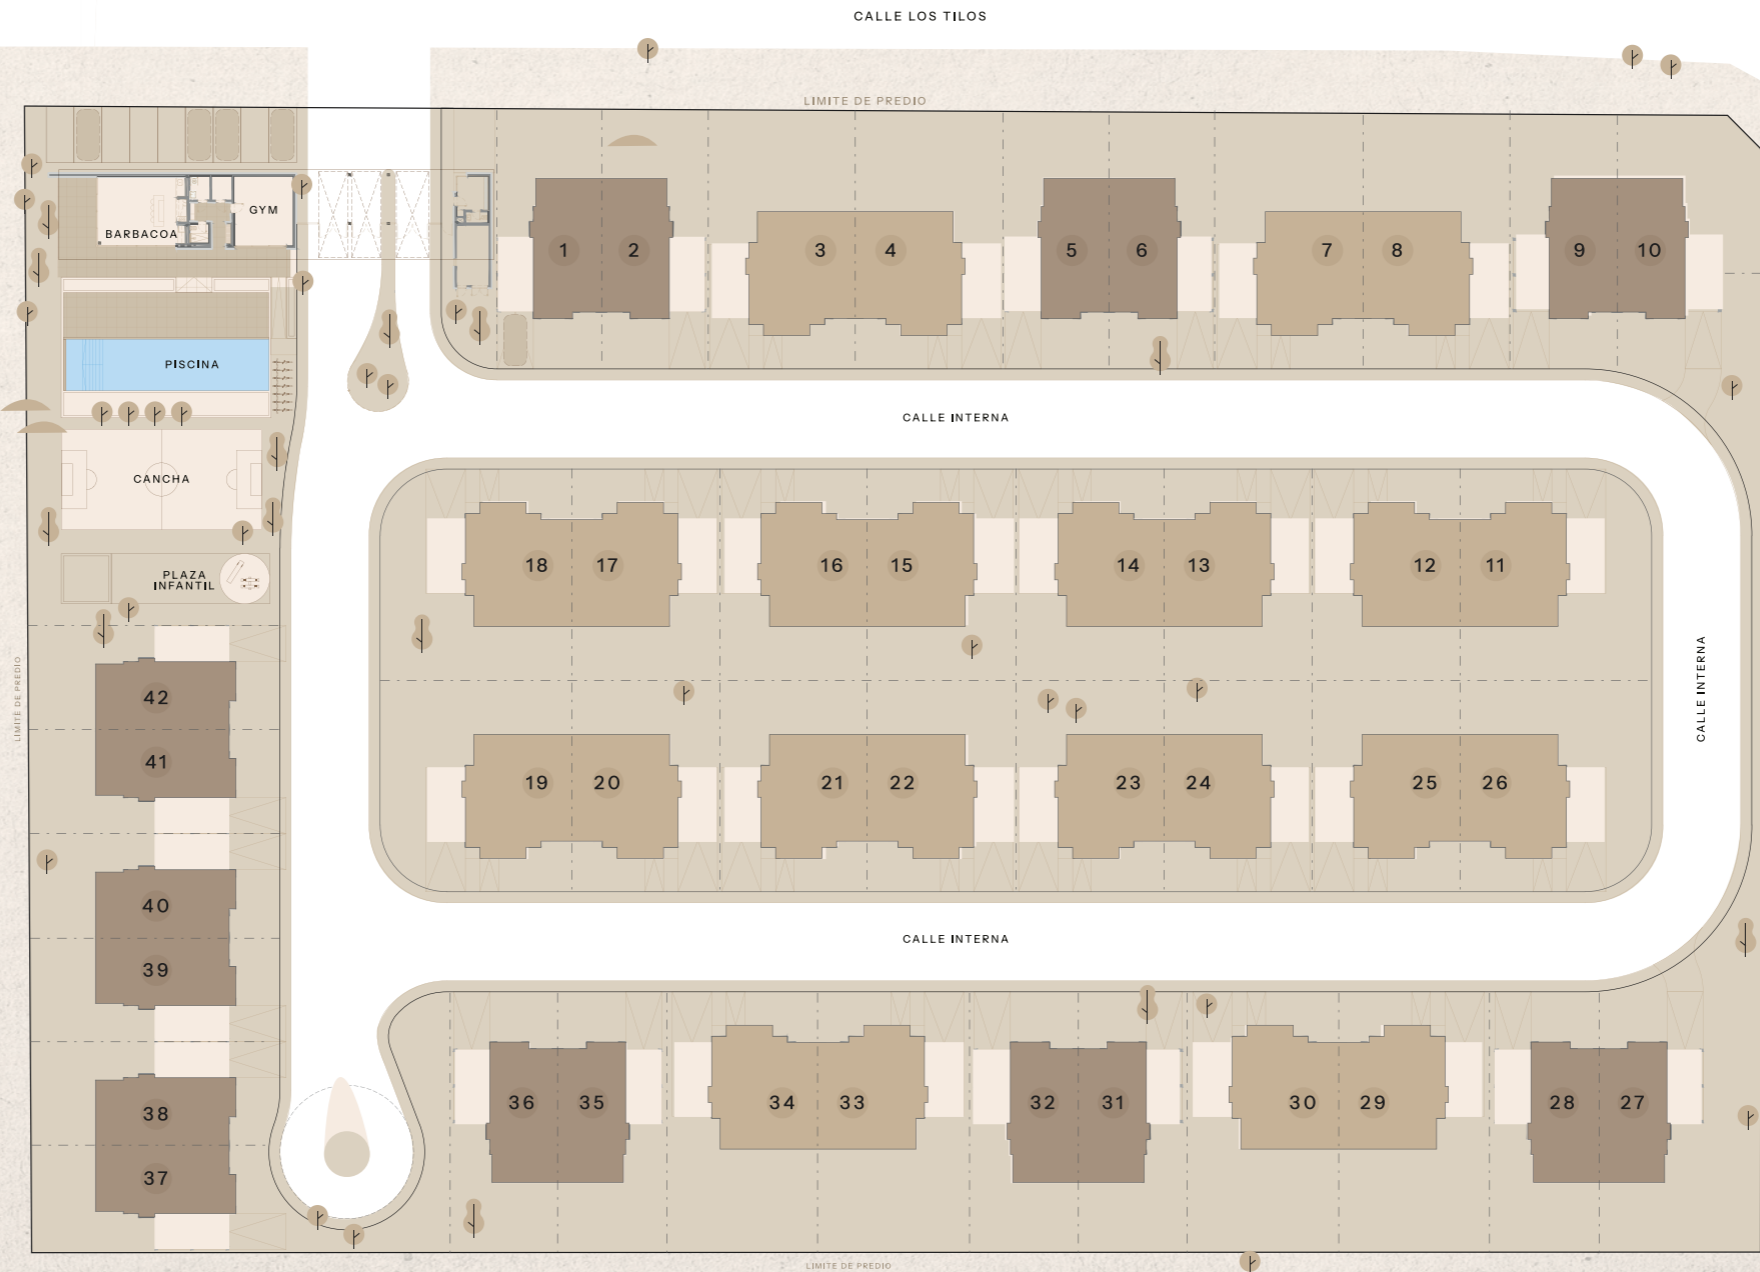 CALLE LOS TILOS
LIMITE DE PREDIO
GYM
BARBACOA
1 2 3 4 5 6 7 8 9 10
PISCINA
CALLE INTERNA
CANCHA
18 17 16 15 14 13 12 11
PLAZA
INFANTIL
LIMITE DE PREDIO
CALLE INTERNA
42
41
19 20 21 22 23 24 25 26
40
39
CALLE INTERNA
36 35 34 33 32 31 30 29 28 27
38
37
LIMITE DE PREDIO